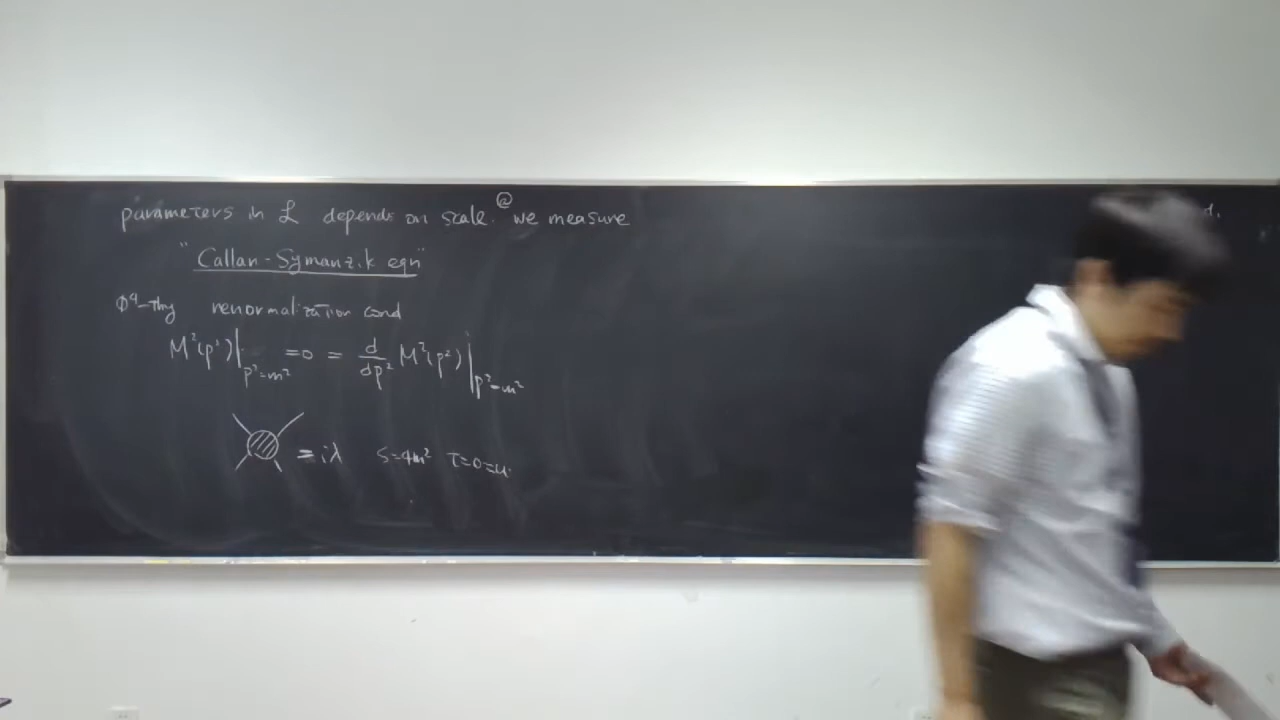 parameters in ℒ depends on scale @ we measure
"Callan-Symanzik eqn"
Φ⁴-Thy renormalization cond
M²(p²)|_{p²=m²} = 0 = d/dp² M²(p²)|_{p²=m²}
= iλ s=4m² t=0=u